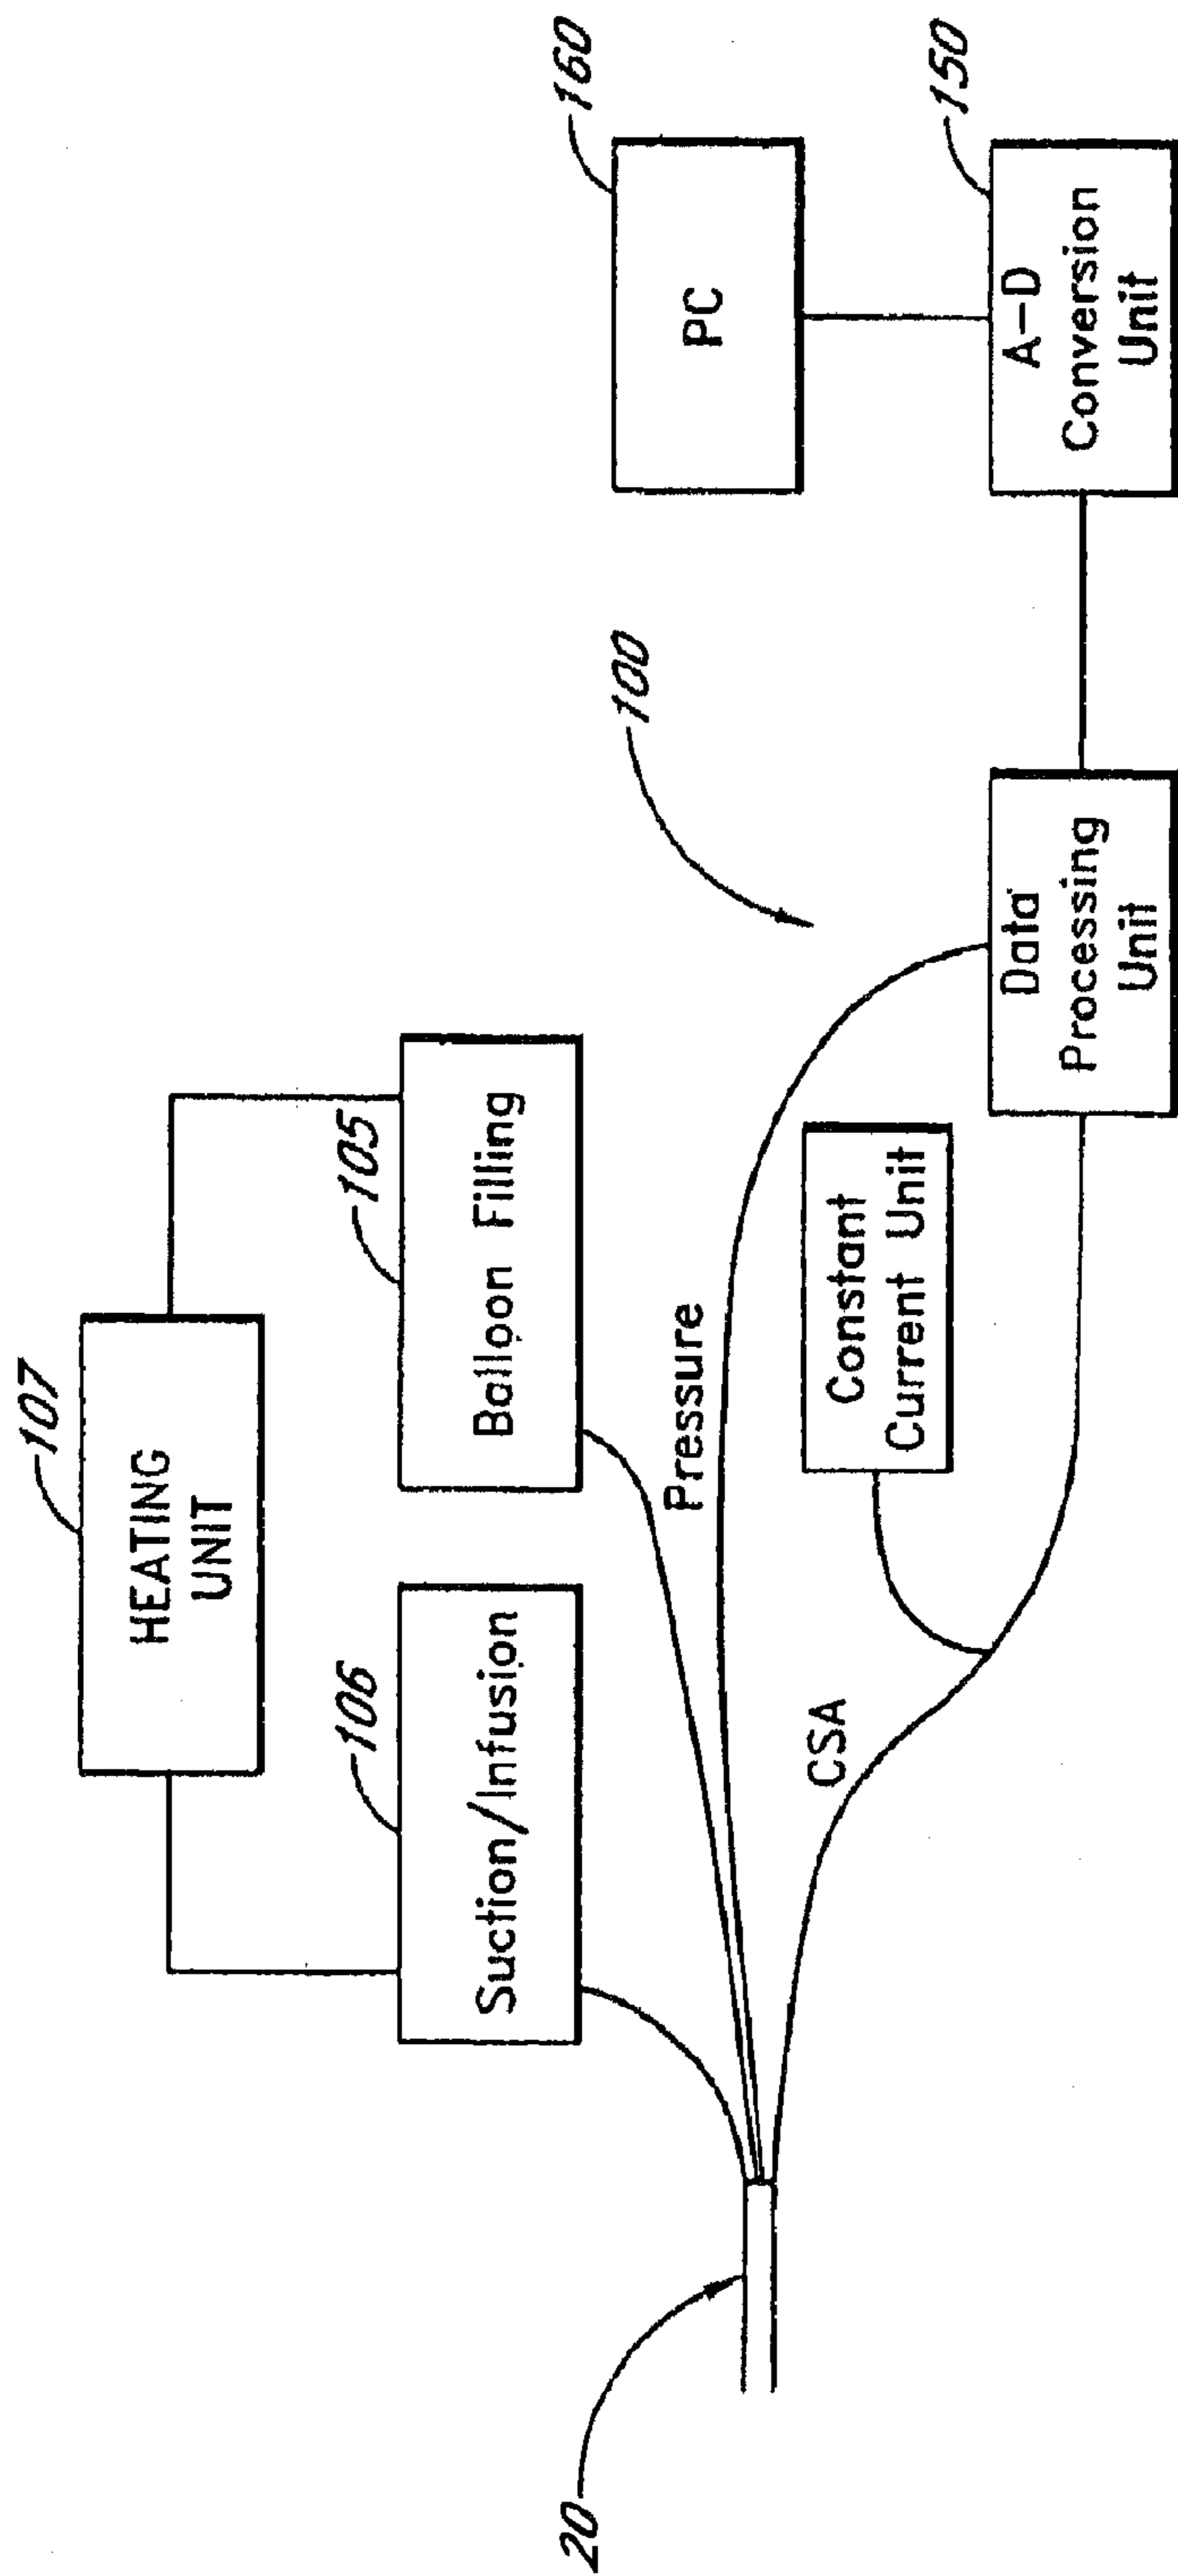 107
HEATING
UNIT
106
Suction/Infusion
105
Balloon Filling
160
PC
100
Pressure
Constant
Current Unit
CSA
20
Data
Processing
Unit
150
A-D
Conversion
Unit